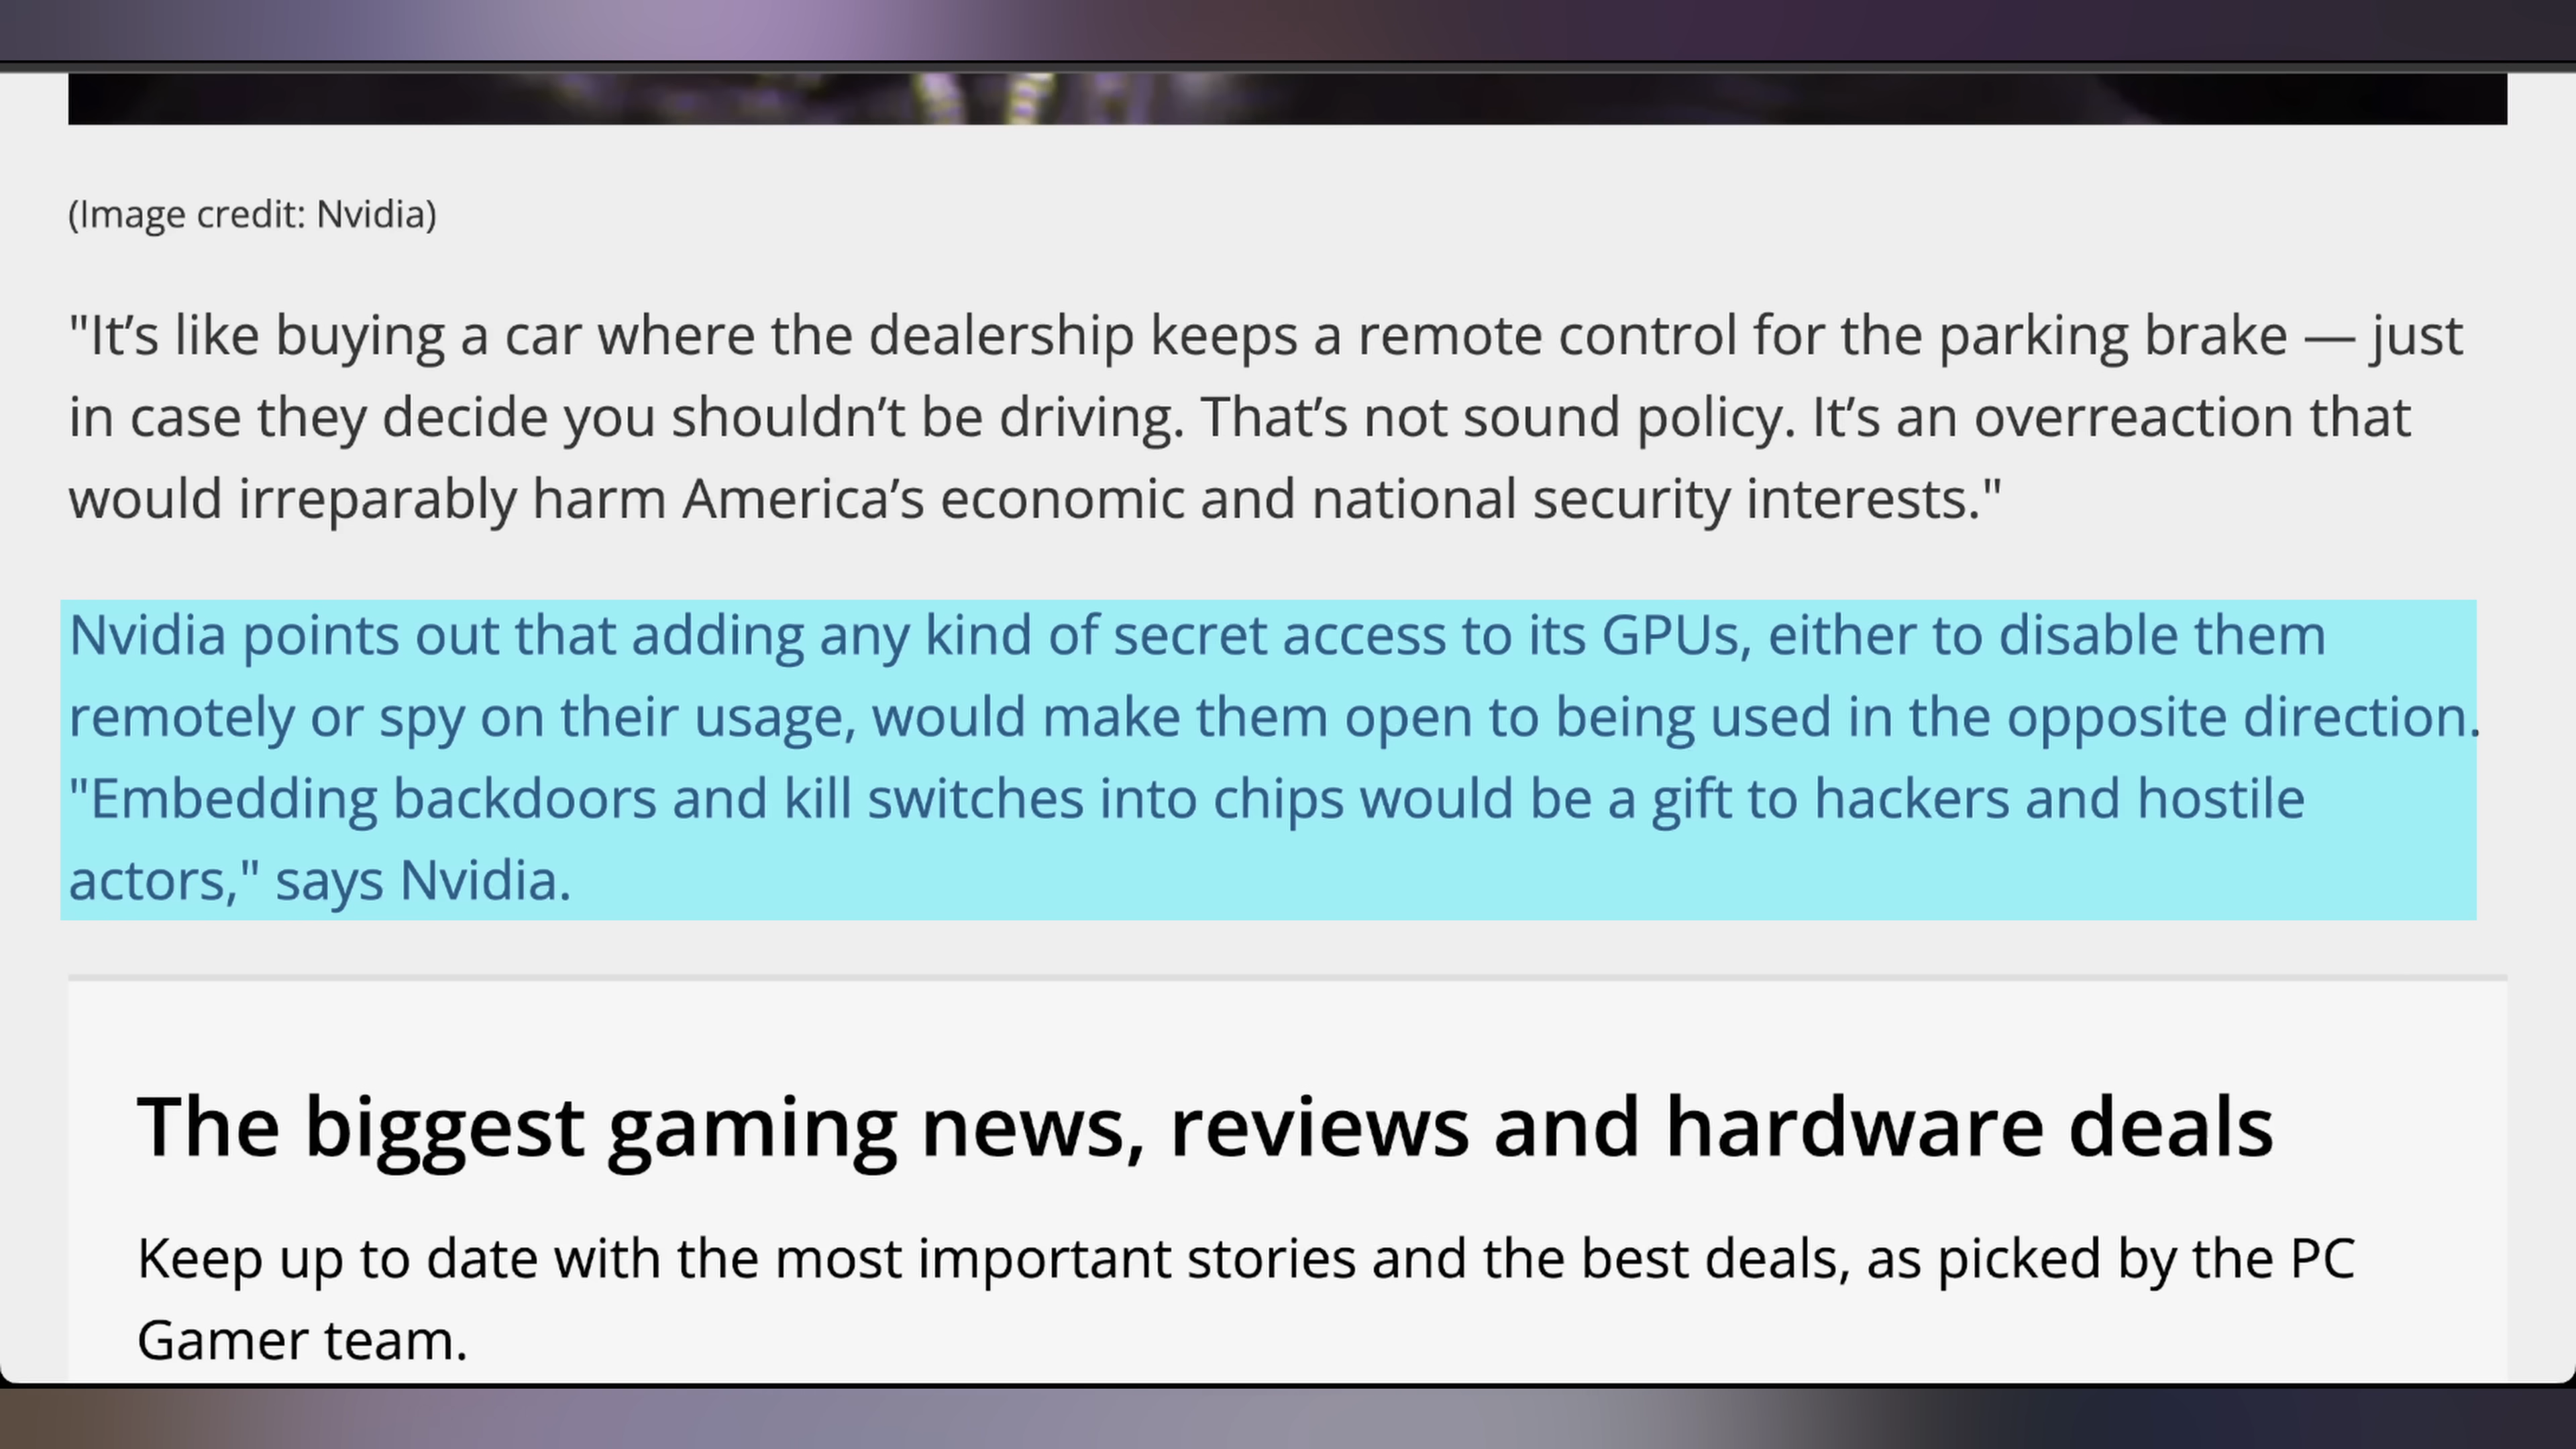 (Image credit: Nvidia)
"It’s like buying a car where the dealership keeps a remote control for the parking brake — just
in case they decide you shouldn’t be driving. That’s not sound policy. It’s an overreaction that
would irreparably harm America’s economic and national security interests."
Nvidia points out that adding any kind of secret access to its GPUs, either to disable them
remotely or spy on their usage, would make them open to being used in the opposite direction.
"Embedding backdoors and kill switches into chips would be a gift to hackers and hostile
actors," says Nvidia.
The biggest gaming news, reviews and hardware deals
Keep up to date with the most important stories and the best deals, as picked by the PC
Gamer team.